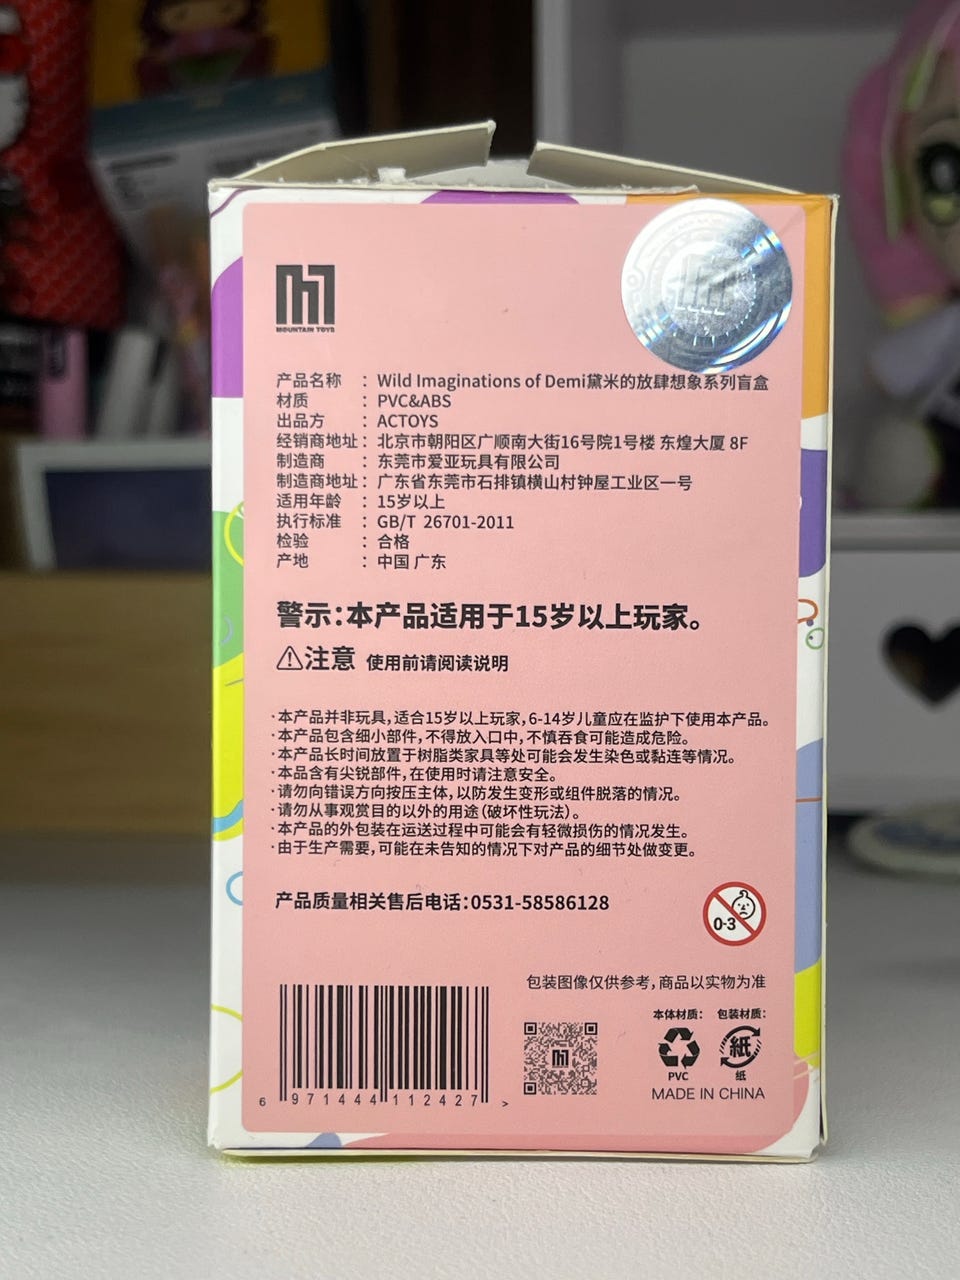 MOUNTAIN TOYS
产品名称 : Wild Imaginations of Demi黛米的放肆想象系列盲盒
材质 : PVC&ABS
出品方 : ACTOYS
经销商地址 : 北京市朝阳区广顺南大街16号院1号楼 东煌大厦 8F
制造商 : 东莞市爱亚玩具有限公司
制造商地址 : 广东省东莞市石排镇横山村钟屋工业区一号
适用年龄 : 15岁以上
执行标准 : GB/T 26701-2011
检验 : 合格
产地 : 中国 广东
警示:本产品适用于15岁以上玩家。
注意 使用前请阅读说明
·本产品并非玩具,适合15岁以上玩家,6-14岁儿童应在监护下使用本产品。
·本产品包含细小部件,不得放入口中,不慎吞食可能造成危险。
·本产品长时间放置于树脂类家具等处可能会发生染色或黏连等情况。
·本品含有尖锐部件,在使用时请注意安全。
·请勿向错误方向按压主体,以防发生变形或组件脱落的情况。
·请勿从事观赏目的以外的用途(破坏性玩法)。
·本产品的外包装在运送过程中可能会有轻微损伤的情况发生。
·由于生产需要,可能在未告知的情况下对产品的细节处做变更。
产品质量相关售后电话:0531-58586128
0-3
包装图像仅供参考,商品以实物为准
本体材质: 包装材质:
紙
PVC 纸
MADE IN CHINA
6 971444 112427 >